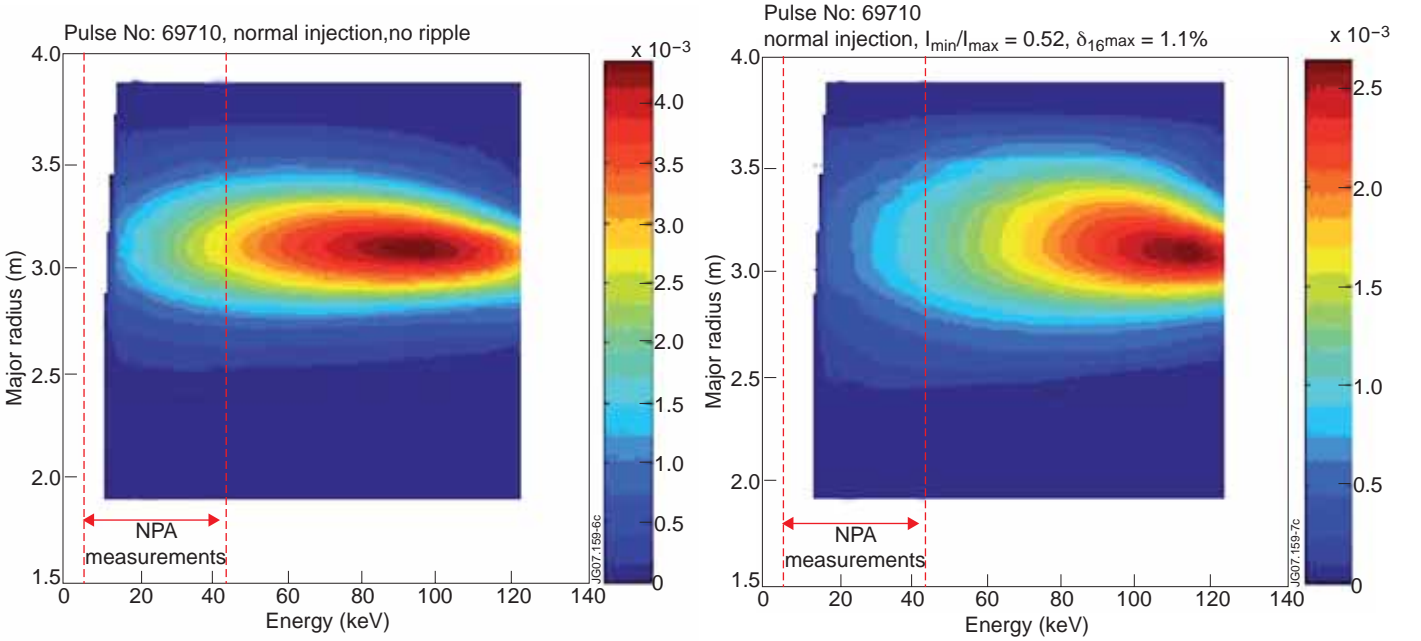 Pulse No: 69710, normal injection,no ripple
x 10⁻³
4.0
3.5
3.0
2.5
2.0
1.5
Major radius (m)
0 20 40 60 80 100 120 140
Energy (keV)
NPA
measurements
4.0
3.5
3.0
2.5
2.0
1.5
1.0
0.5
0
JG07.159-6c
Pulse No: 69710
normal injection, Imin/Imax = 0.52, δ16max = 1.1%
x 10⁻³
4.0
3.5
3.0
2.5
2.0
1.5
Major radius (m)
0 20 40 60 80 100 120 140
Energy (keV)
NPA
measurements
2.5
2.0
1.5
1.0
0.5
0
JG07.159-7c